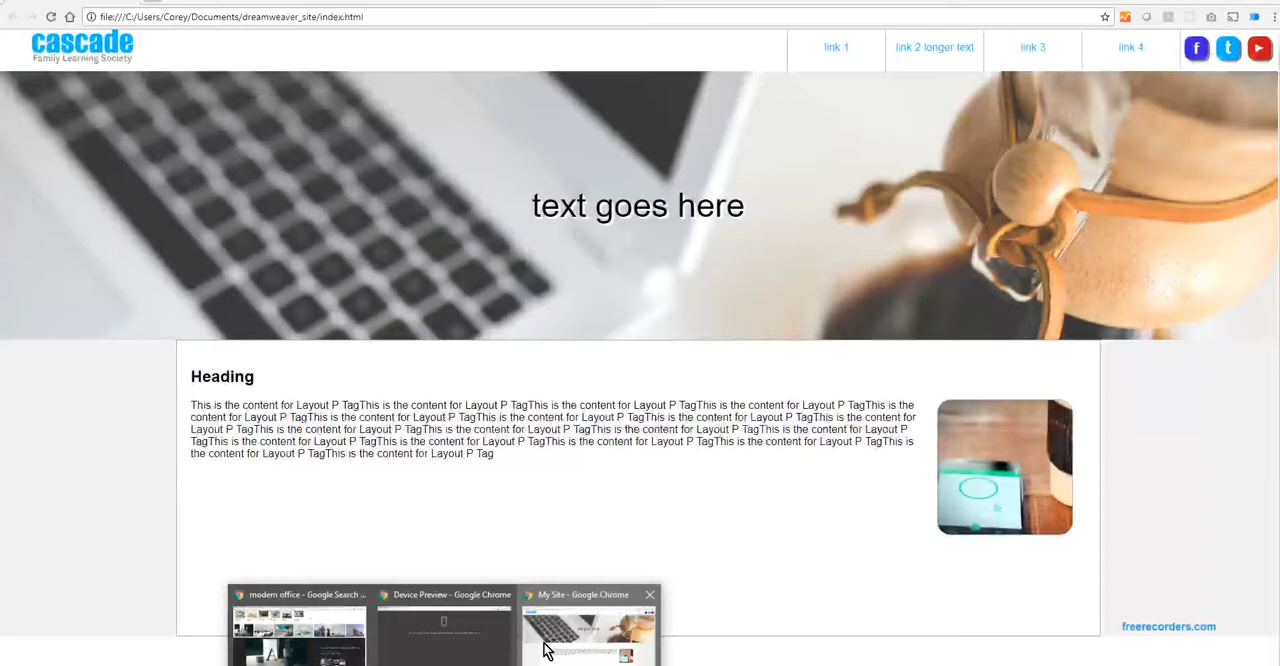 file:///C:/Users/Corey/Documents/dreamweaver_site/index.html
cascade
Family Learning Society
link 1
link 2 longer text
link 3
link 4
f
t
text goes here
Heading
This is the content for Layout P TagThis is the content for Layout P TagThis is the content for Layout P TagThis is the content for Layout P TagThis is the
content for Layout P TagThis is the content for Layout P TagThis is the content for Layout P TagThis is the content for Layout P TagThis is the content for
Layout P TagThis is the content for Layout P TagThis is the content for Layout P TagThis is the content for Layout P TagThis is the content for Layout P
TagThis is the content for Layout P TagThis is the content for Layout P TagThis is the content for Layout P TagThis is the content for Layout P TagThis is
the content for Layout P TagThis is the content for Layout P Tag
modern office - Google Search ...
Device Preview - Google Chrome
My Site - Google Chrome
freerecorders.com